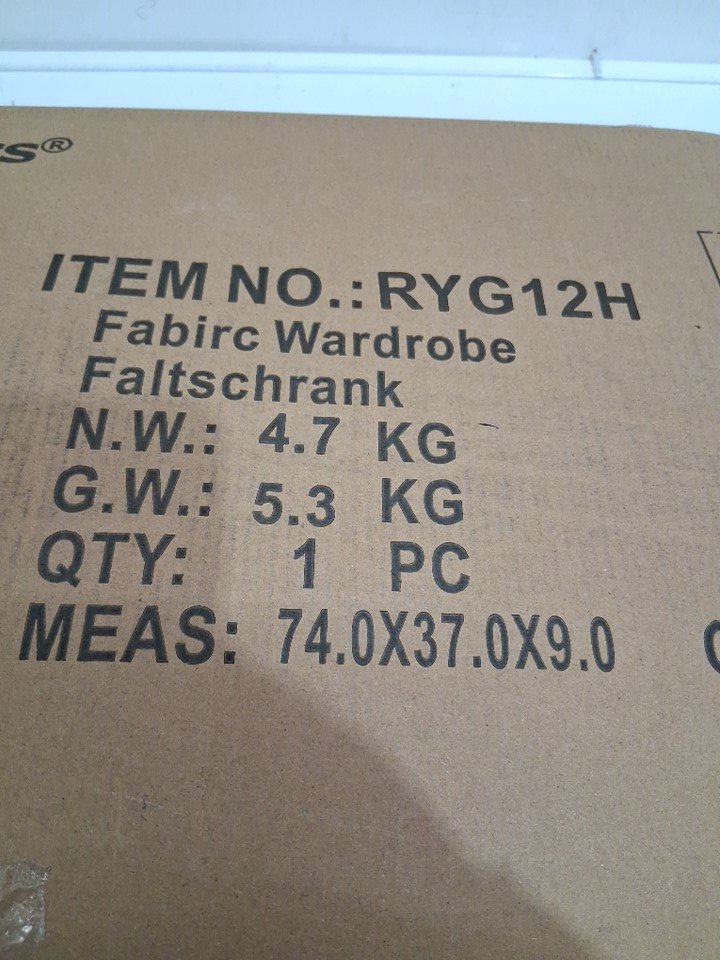 ITEM NO.: RYG12H
Fabirc Wardrobe
Faltschrank
N.W.: 4.7 KG
G.W.: 5.3 KG
QTY: 1 PC
MEAS: 74.0X37.0X9.0